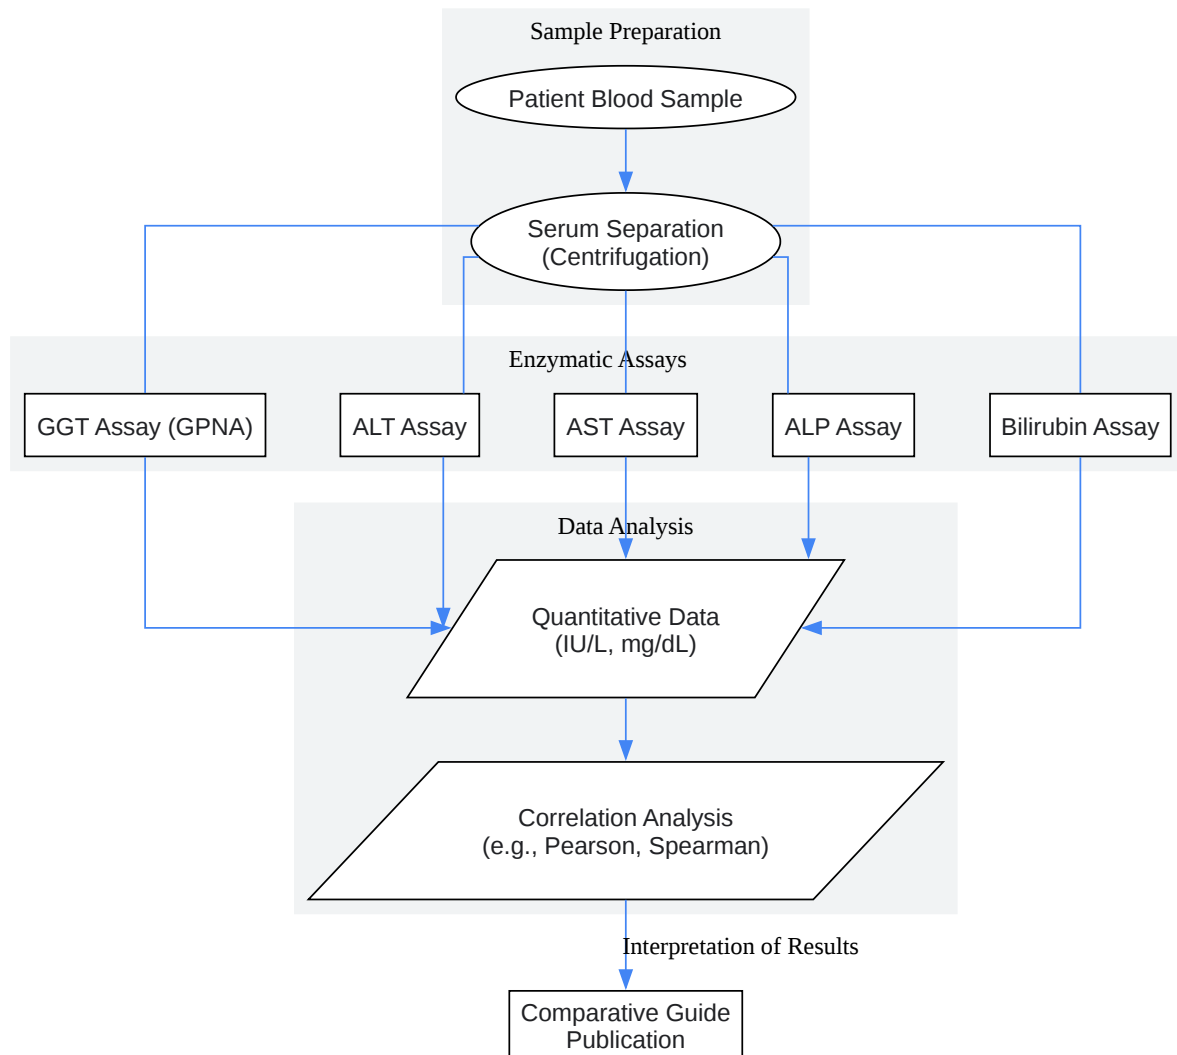 Sample Preparation
Patient Blood Sample
Serum Separation
(Centrifugation)
Enzymatic Assays
GGT Assay (GPNA)
ALT Assay
AST Assay
ALP Assay
Bilirubin Assay
Data Analysis
Quantitative Data
(IU/L, mg/dL)
Correlation Analysis
(e.g., Pearson, Spearman)
Interpretation of Results
Comparative Guide
Publication